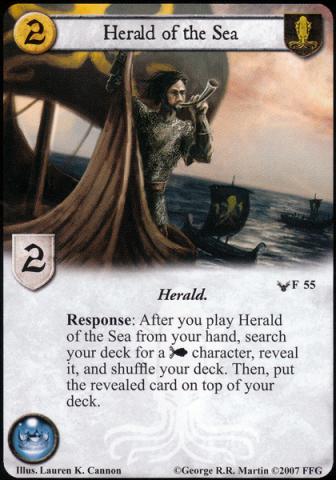 2
Herald of the Sea
2
F 55
Herald.
Response: After you play Herald
of the Sea from your hand, search
your deck for a character, reveal
it, and shuffle your deck. Then, put
the revealed card on top of your
deck.
Illus. Lauren K. Cannon ©George R.R. Martin ©2007 FFG